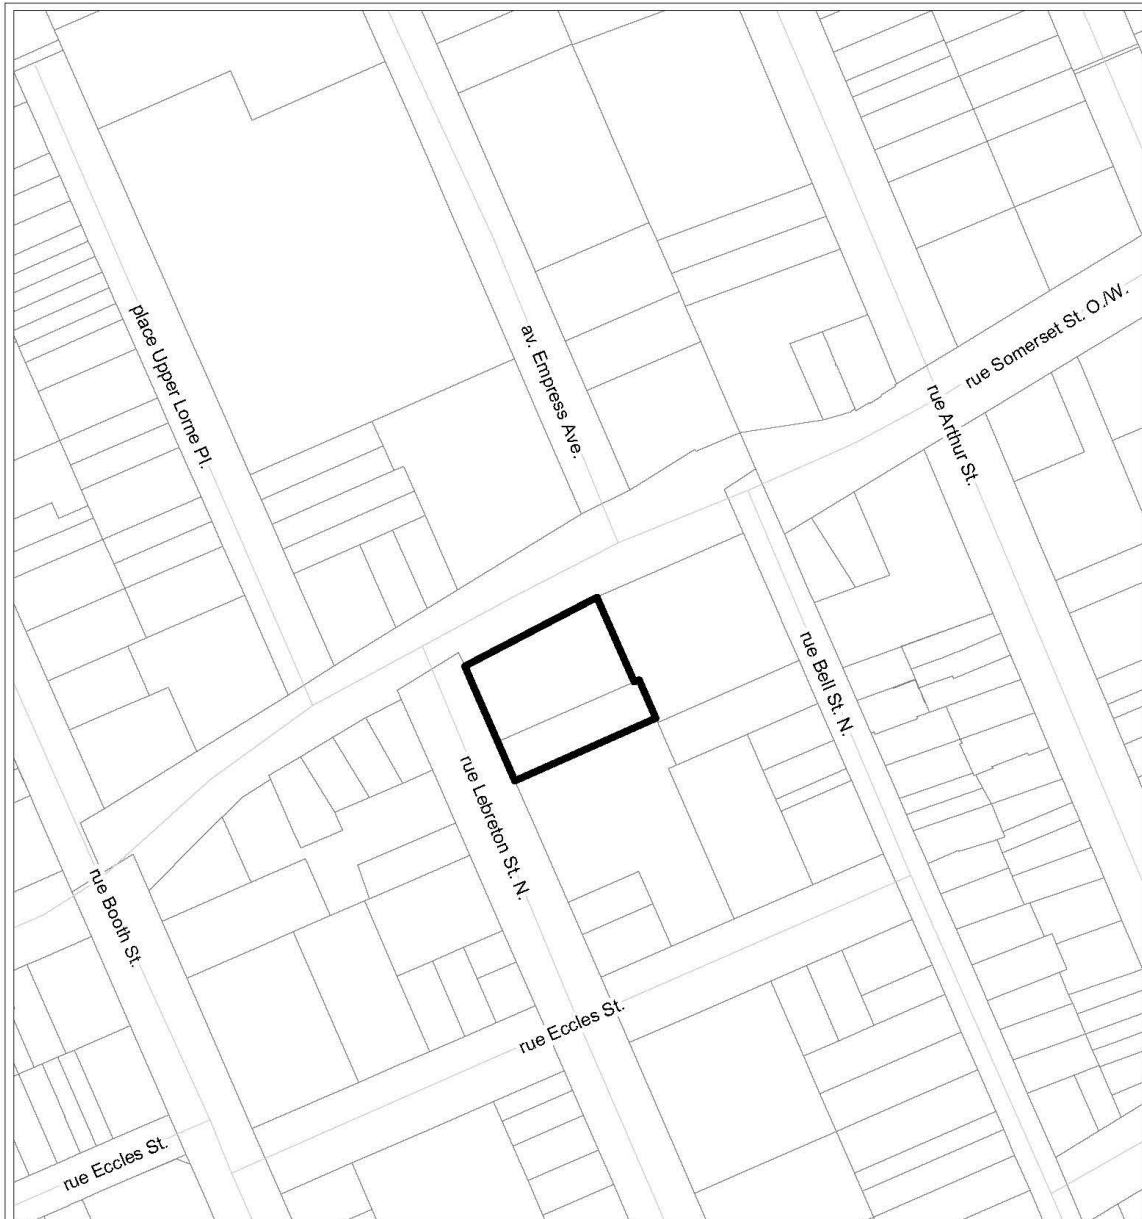 rue Somerset St. O./W.
place Upper Lorne Pl.
av. Empress Ave.
rue Arthur St.
rue Bell St. N.
rue Lebreton St. N.
rue Booth St.
rue Eccles St.
rue Eccles St.